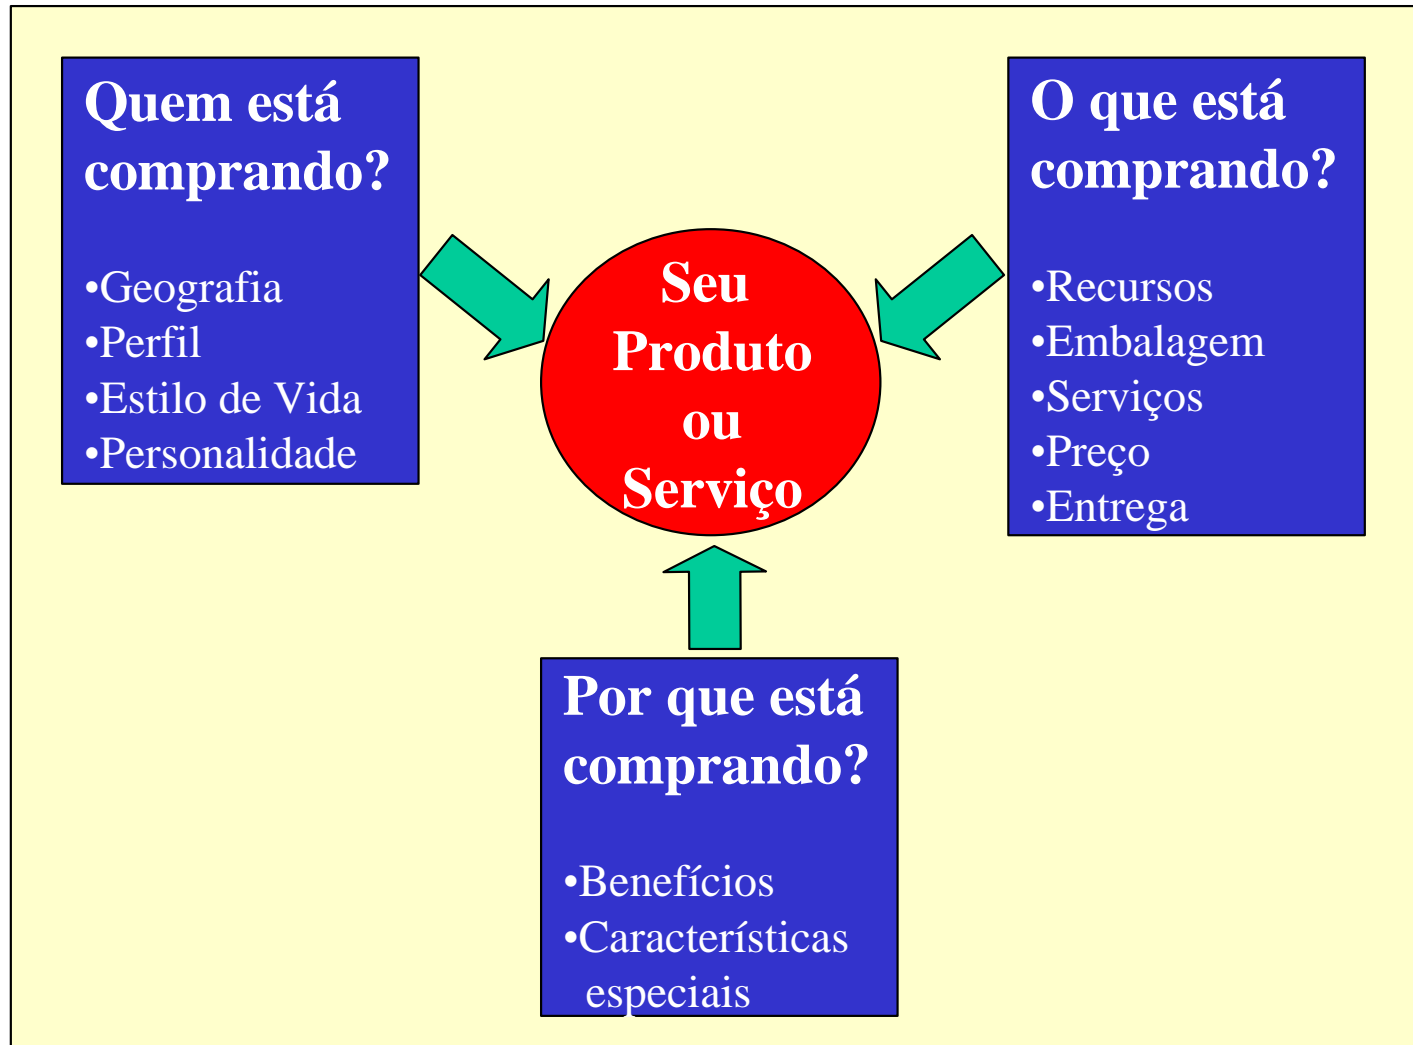 Quem está
comprando?
•Geografia
•Perfil
•Estilo de Vida
•Personalidade
Seu
Produto
ou
Serviço
O que está
comprando?
•Recursos
•Embalagem
•Serviços
•Preço
•Entrega
Por que está
comprando?
•Benefícios
•Características
especiais